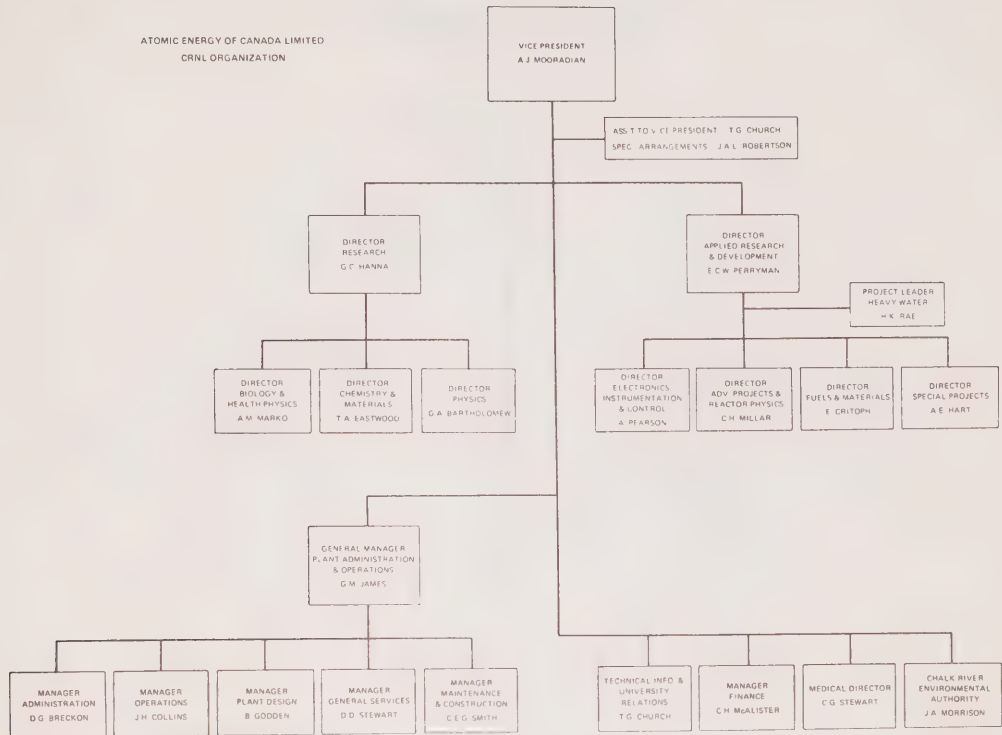 ATOMIC ENERGY OF CANADA LIMITED
CRNL ORGANIZATION
VICE PRESIDENT
A J MOORADIAN
ASS'T TO VICE PRESIDENT T G CHURCH
SPEC ARRANGEMENTS J A L ROBERTSON
DIRECTOR
RESEARCH
G C HANNA
DIRECTOR
APPLIED RESEARCH
& DEVELOPMENT
E C W PERRYMAN
PROJECT LEADER
HEAVY WATER
H K RAE
DIRECTOR
BIOLOGY &
HEALTH PHYSICS
A M MARKO
DIRECTOR
CHEMISTRY &
MATERIALS
T A EASTWOOD
DIRECTOR
PHYSICS
G A BARTHOLOMEW
DIRECTOR
ELECTRONICS
INSTRUMENTATION
& CONTROL
A PEARSON
DIRECTOR
ADV PROJECTS &
REACTOR PHYSICS
C H MILLAR
DIRECTOR
FUELS & MATERIALS
E CRITOPH
DIRECTOR
SPECIAL PROJECTS
A E HART
GENERAL MANAGER
PLANT ADMINISTRATION
& OPERATIONS
G M JAMES
MANAGER
ADMINISTRATION
D G BRECKON
MANAGER
OPERATIONS
J H COLLINS
MANAGER
PLANT DESIGN
B GODDEN
MANAGER
GENERAL SERVICES
D D STEWART
MANAGER
MAINTENANCE
& CONSTRUCTION
C E G SMITH
TECHNICAL INFO &
UNIVERSITY
RELATIONS
T G CHURCH
MANAGER
FINANCE
C H McALISTER
MEDICAL DIRECTOR
C G STEWART
CHALK RIVER
ENVIRONMENTAL
AUTHORITY
J A MORRISON